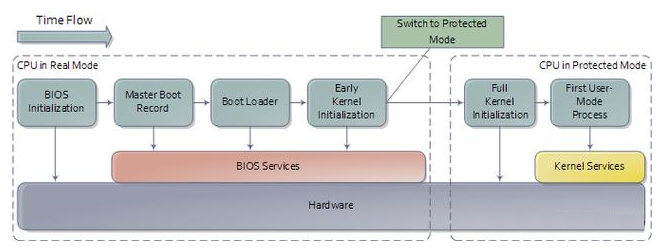 Time Flow
Switch to Protected
Mode
CPU in Real Mode
CPU in Protected Mode
BIOS
Initialization
Master Boot
Record
Boot Loader
Early
Kernel
Initialization
Full
Kernel
Initialization
First User-
Mode
Process
BIOS Services
Kernel Services
Hardware